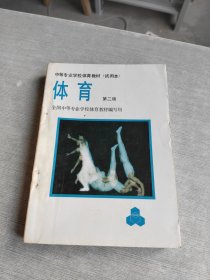 中等专业学校体育教材（试用本）
体育 第二册
全国中等专业学校体育教材编写组